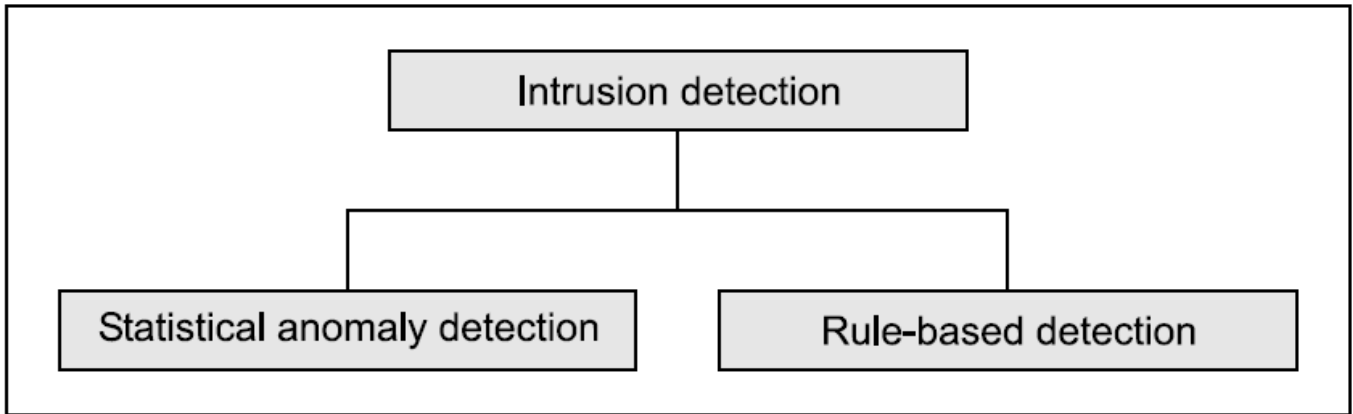 Intrusion detection
Statistical anomaly detection
Rule-based detection